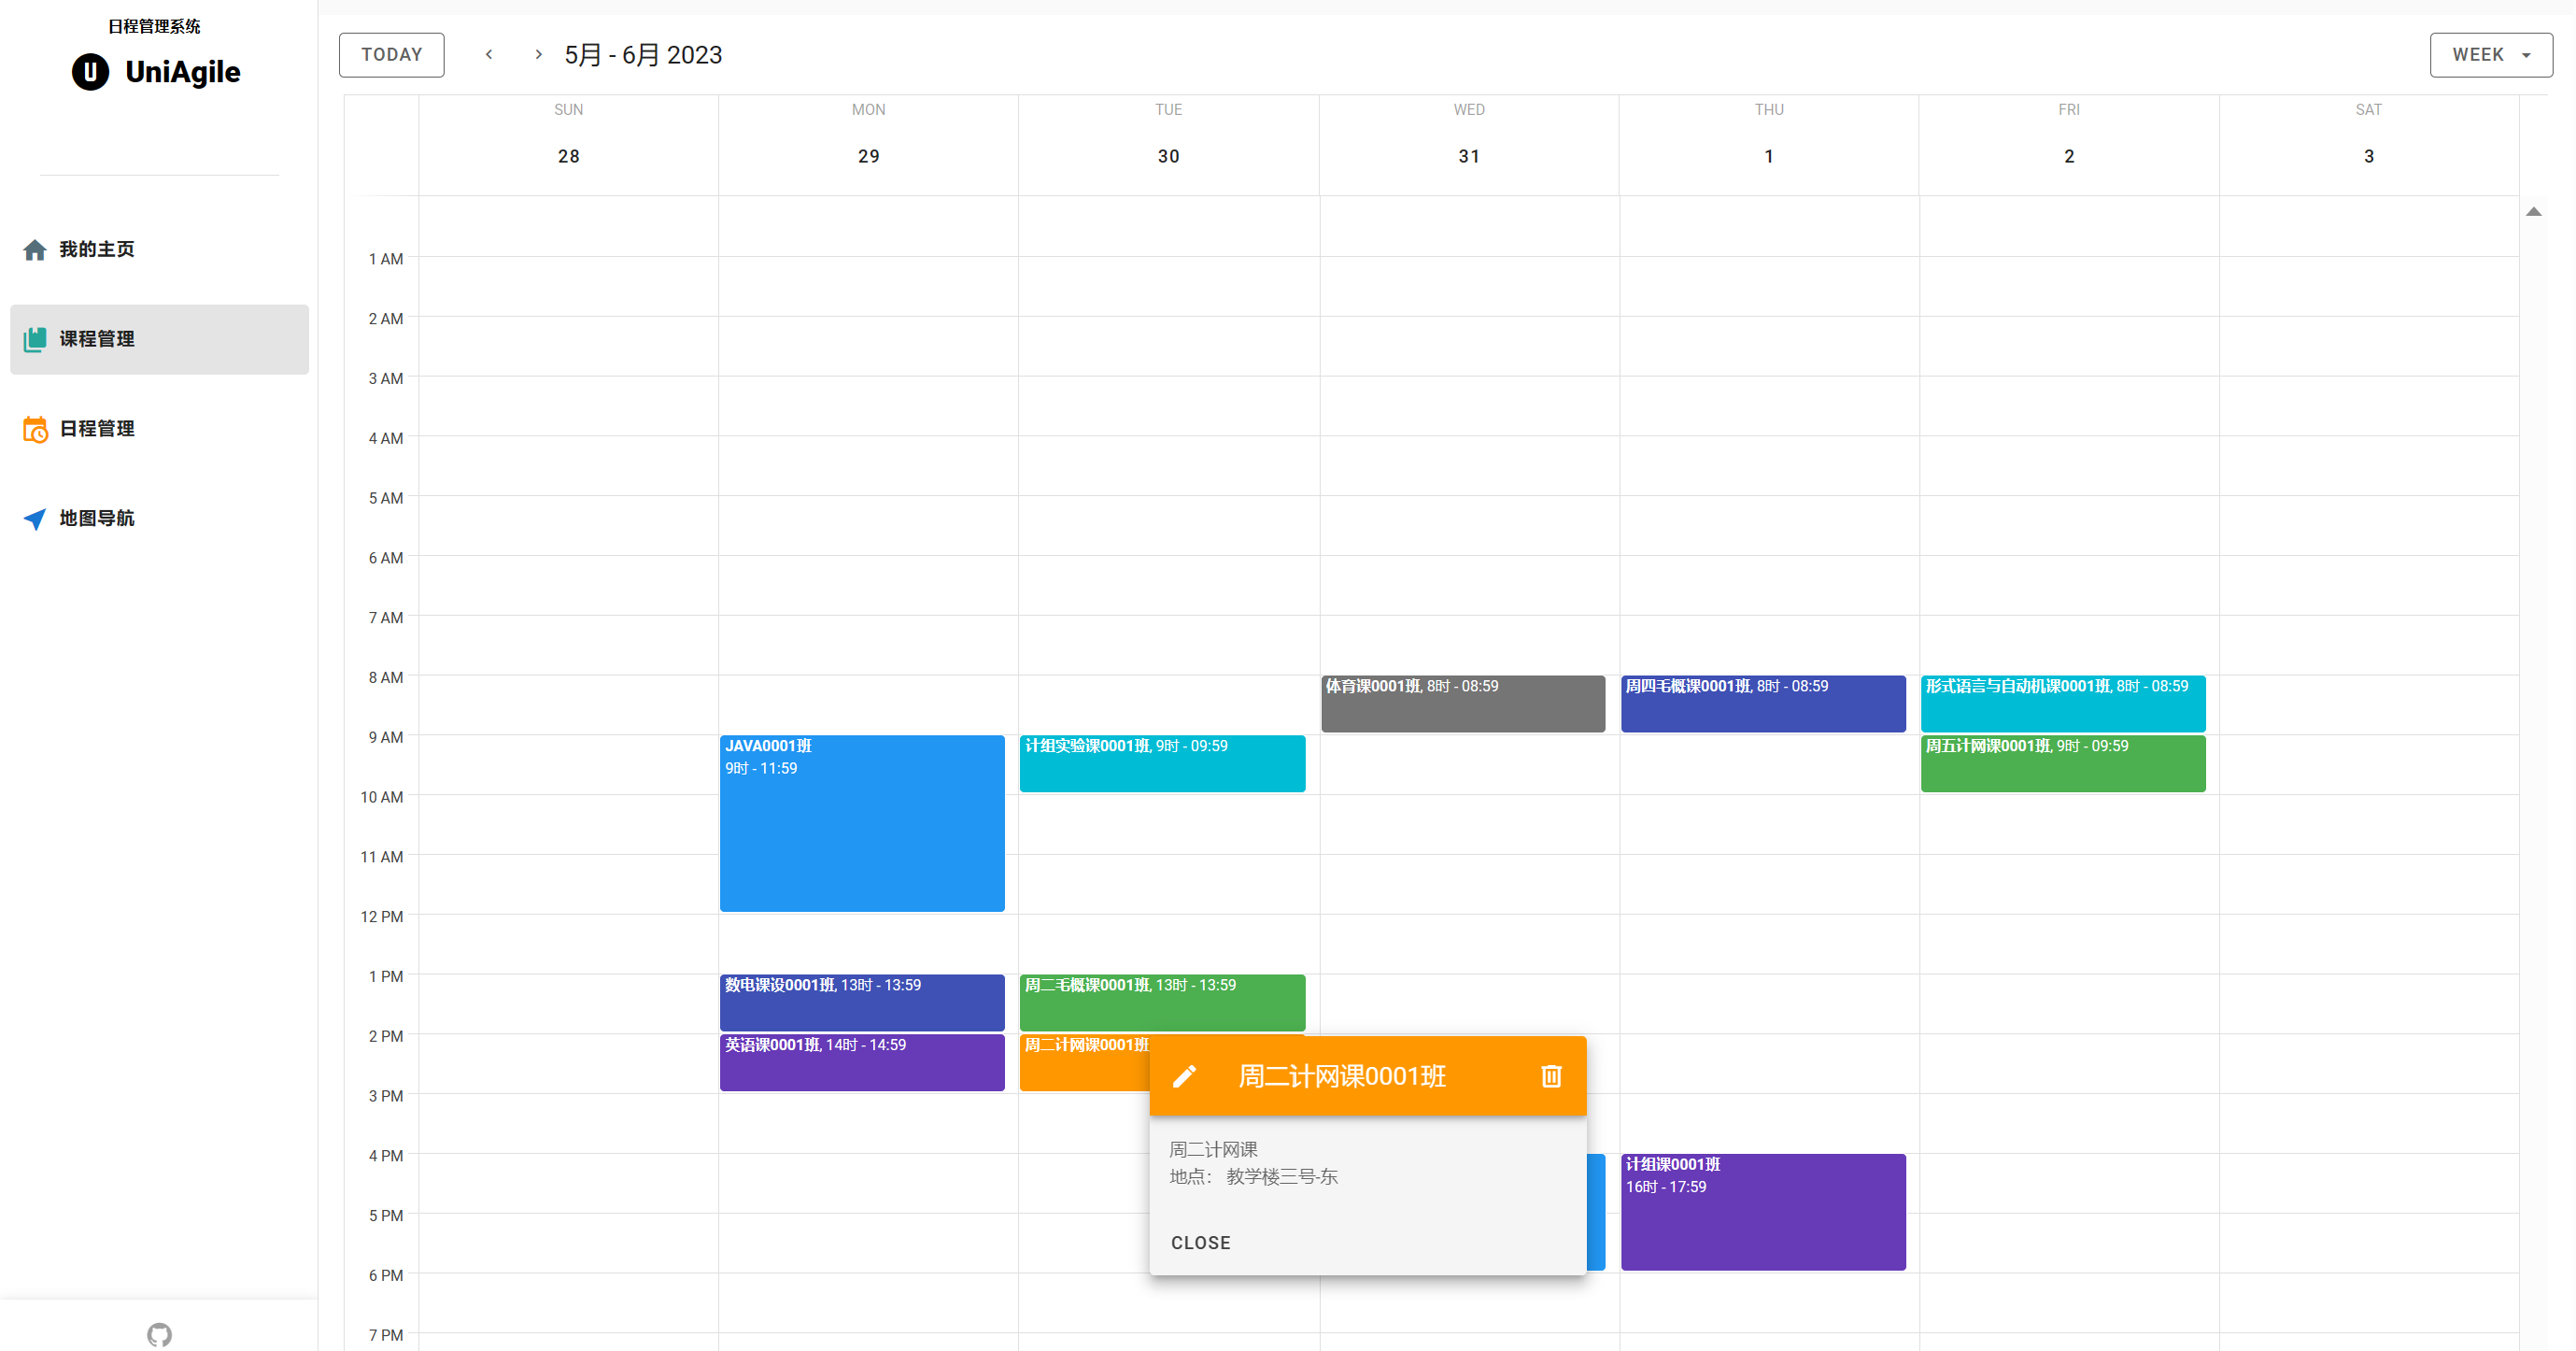 日程管理系统
U UniAgile
我的主页
课程管理
日程管理
地图导航
TODAY
5月 - 6月 2023
WEEK
SUN MON TUE WED THU FRI SAT
28 29 30 31 1 2 3
1 AM
2 AM
3 AM
4 AM
5 AM
6 AM
7 AM
8 AM
体育课0001班, 8时 - 08:59
周四毛概课0001班, 8时 - 08:59
形式语言与自动机课0001班, 8时 - 08:59
9 AM
JAVA0001班
9时 - 11:59
计组实验课0001班, 9时 - 09:59
周五计网课0001班, 9时 - 09:59
10 AM
11 AM
12 PM
1 PM
数电课设0001班, 13时 - 13:59
周二毛概课0001班, 13时 - 13:59
2 PM
英语课0001班, 14时 - 14:59
周二计网课0001班
周二计网课0001班
3 PM
周二计网课
地点： 教学楼三号-东
CLOSE
4 PM
计组课0001班
16时 - 17:59
5 PM
6 PM
7 PM